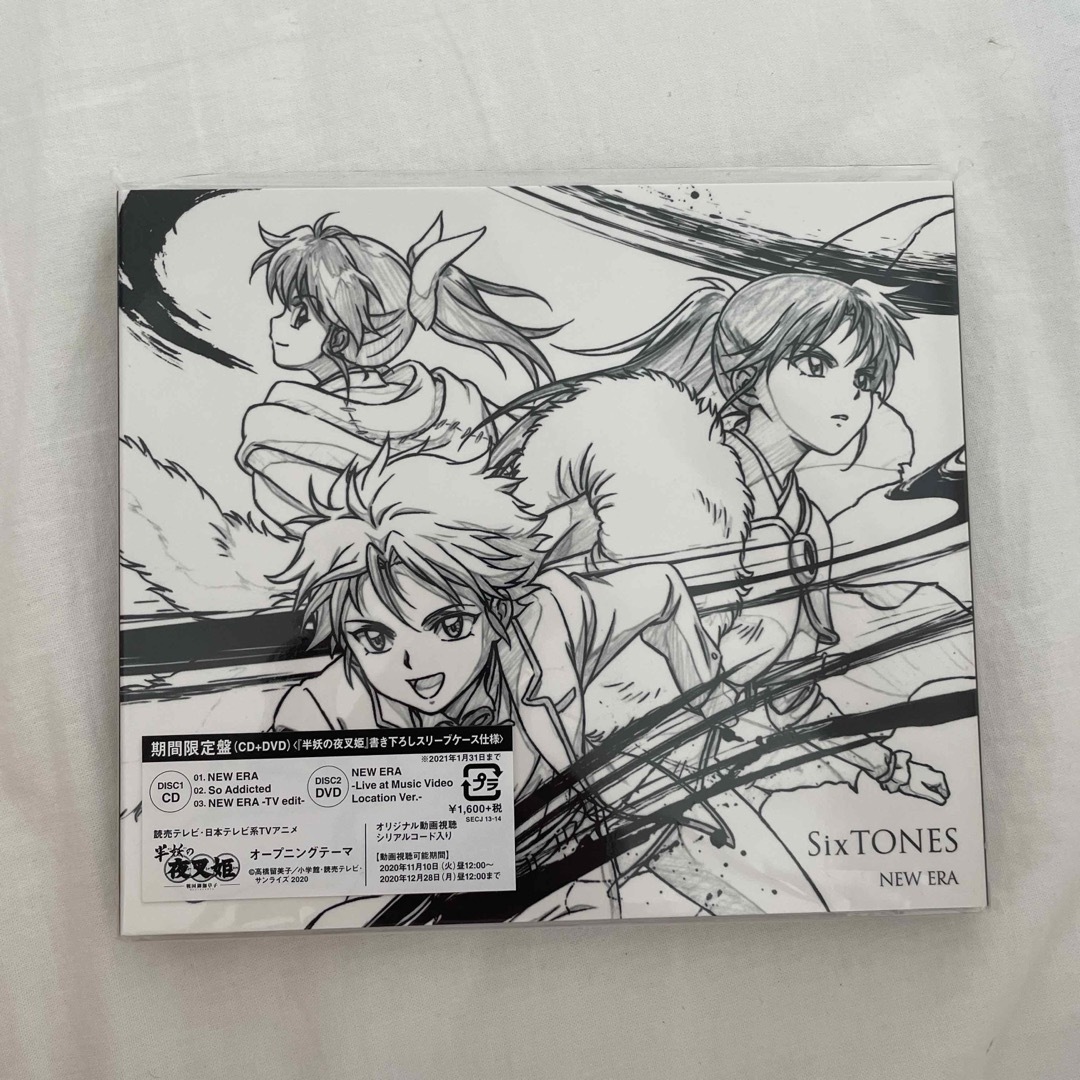 期間限定盤(CD+DVD)〈『半妖の夜叉姫』書き下ろしスリーブケース仕様〉
※2021年1月31日まで
DISC1
CD
01. NEW ERA
02. So Addicted
03. NEW ERA -TV edit-
DISC2
DVD
NEW ERA
-Live at Music Video
Location Ver.-
¥1,600+税
SECJ 13-14
読売テレビ・日本テレビ系TVアニメ
半妖の
夜叉姫
オープニングテーマ
©高橋留美子/小学館・読売テレビ・
サンライズ 2020
オリジナル動画視聴
シリアルコード入り
【動画視聴可能期間】
2020年11月10日(火)昼12:00〜
2020年12月28日(月)昼12:00まで
SixTONES
NEW ERA